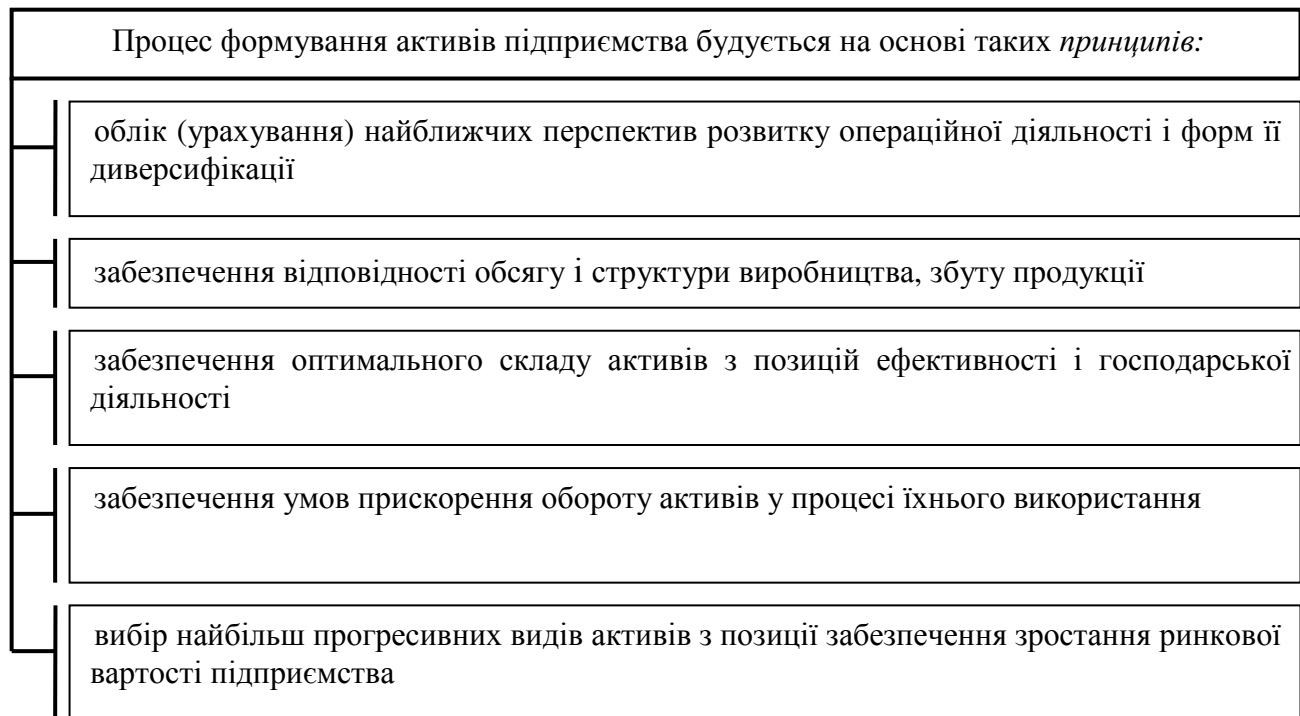 Процес формування активів підприємства будується на основі таких принципів:
облік (урахування) найближчих перспектив розвитку операційної діяльності і форм її
диверсифікації
забезпечення відповідності обсягу і структури виробництва, збуту продукції
забезпечення оптимального складу активів з позицій ефективності і господарської
діяльності
забезпечення умов прискорення обороту активів у процесі їхнього використання
вибір найбільш прогресивних видів активів з позиції забезпечення зростання ринкової
вартості підприємства